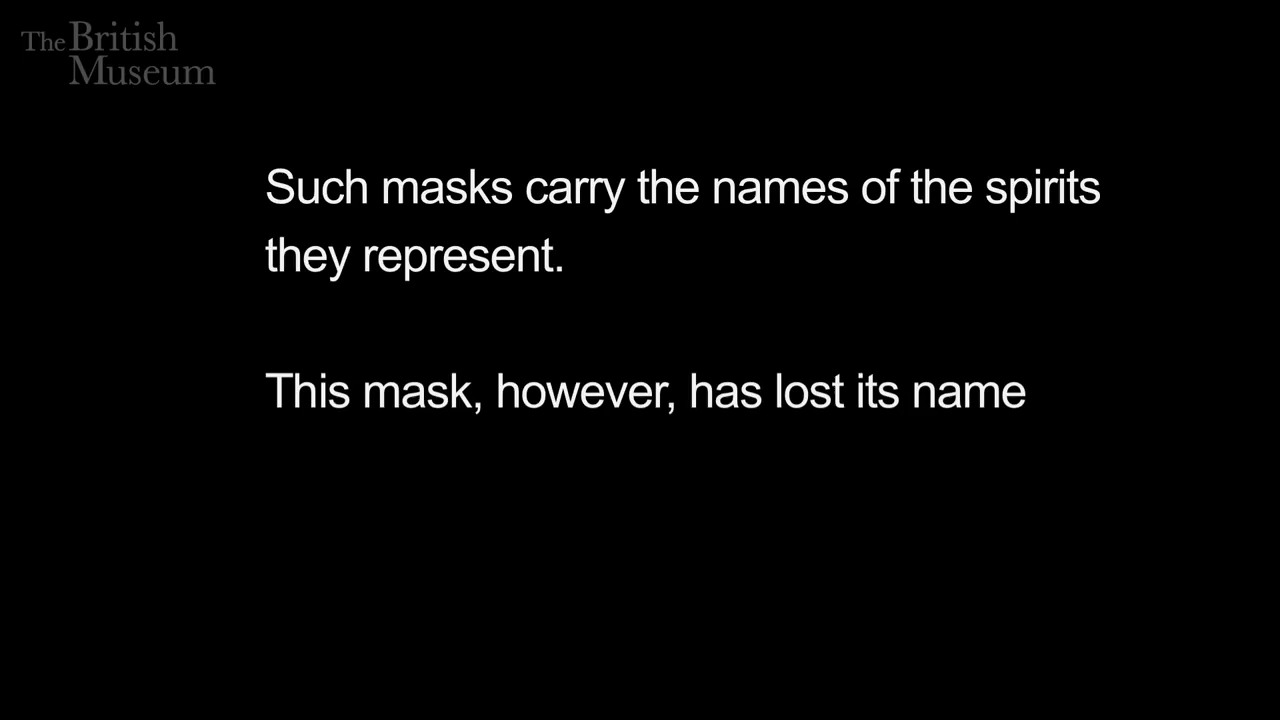 The British
Museum
Such masks carry the names of the spirits
they represent.
This mask, however, has lost its name